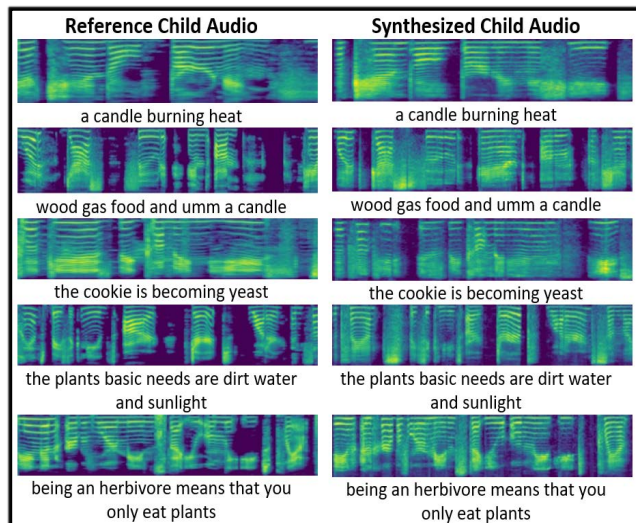 Reference Child Audio
Synthesized Child Audio
a candle burning heat
a candle burning heat
wood gas food and umm a candle
wood gas food and umm a candle
the cookie is becoming yeast
the cookie is becoming yeast
the plants basic needs are dirt water
and sunlight
the plants basic needs are dirt water
and sunlight
being an herbivore means that you
only eat plants
being an herbivore means that you
only eat plants